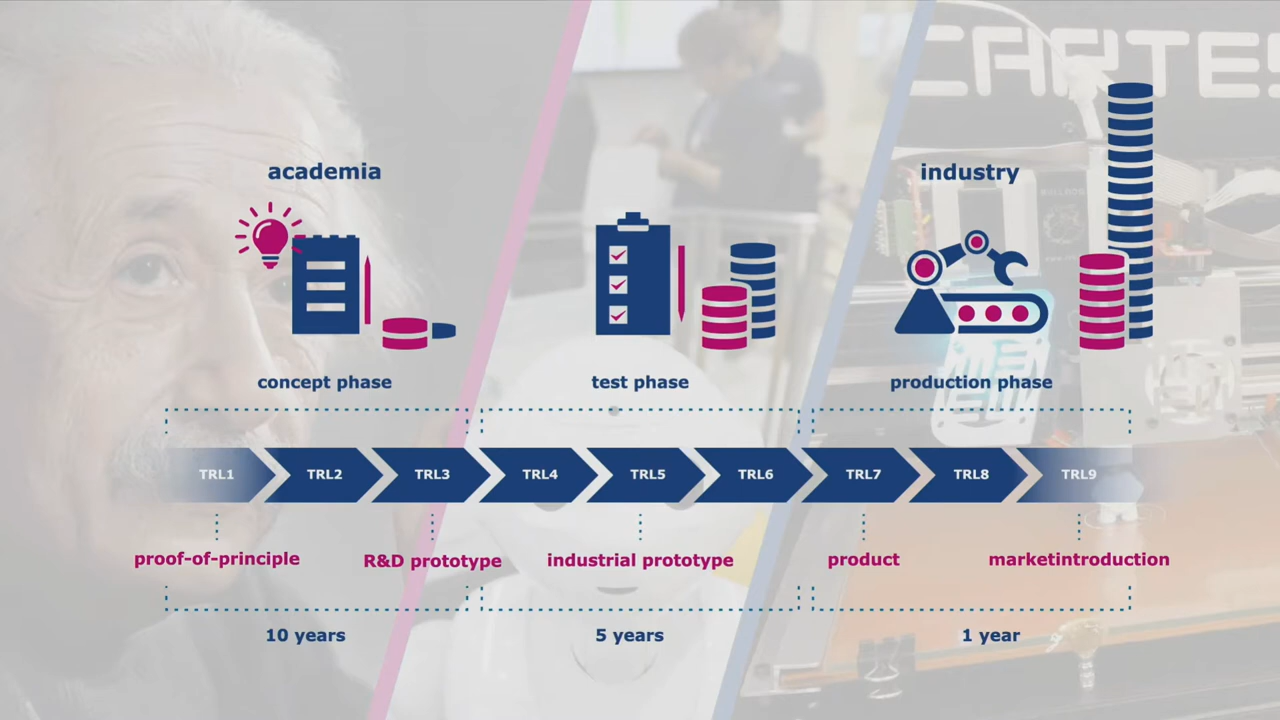 CARTES
academia
industry
concept phase
test phase
production phase
TRL1
TRL2
TRL3
TRL4
TRL5
TRL6
TRL7
TRL8
TRL9
proof-of-principle
R&D prototype
industrial prototype
product
marketintroduction
10 years
5 years
1 year